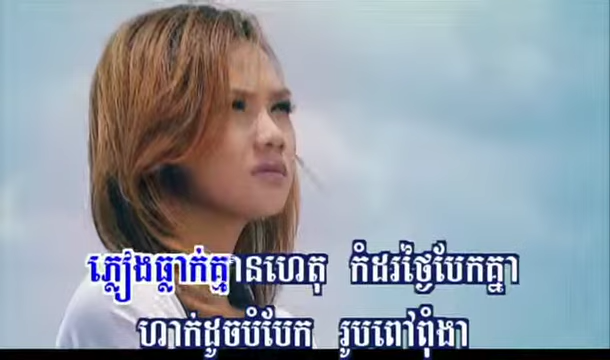 ភ្លៀងធ្លាក់គ្មានហេតុ កំដរថ្ងៃបែកគ្នា
ហាក់ដូចបំបែក រូបពៅពុំងា